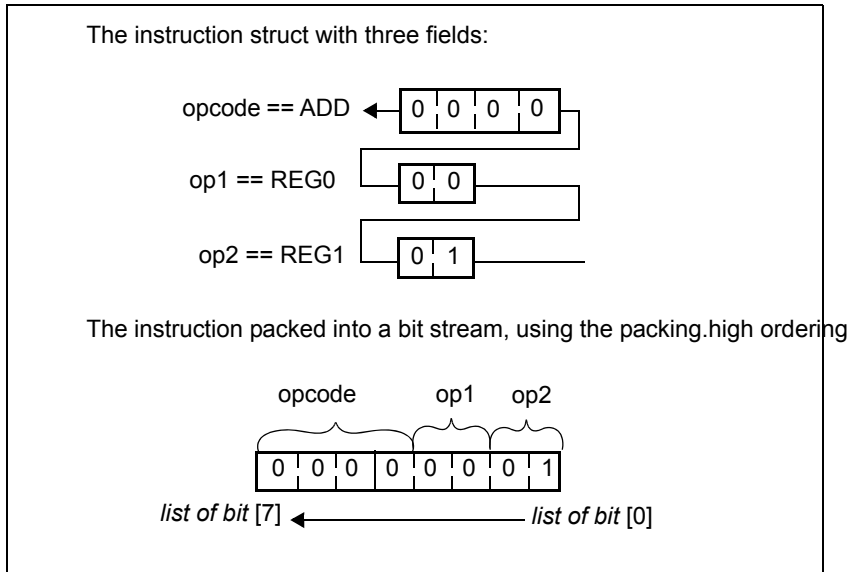 The instruction struct with three fields:
opcode == ADD 0 0 0 0
op1 == REG0 0 0
op2 == REG1 0 1
The instruction packed into a bit stream, using the packing.high ordering
opcode op1 op2
0 0 0 0 0 0 0 1
list of bit [7] list of bit [0]